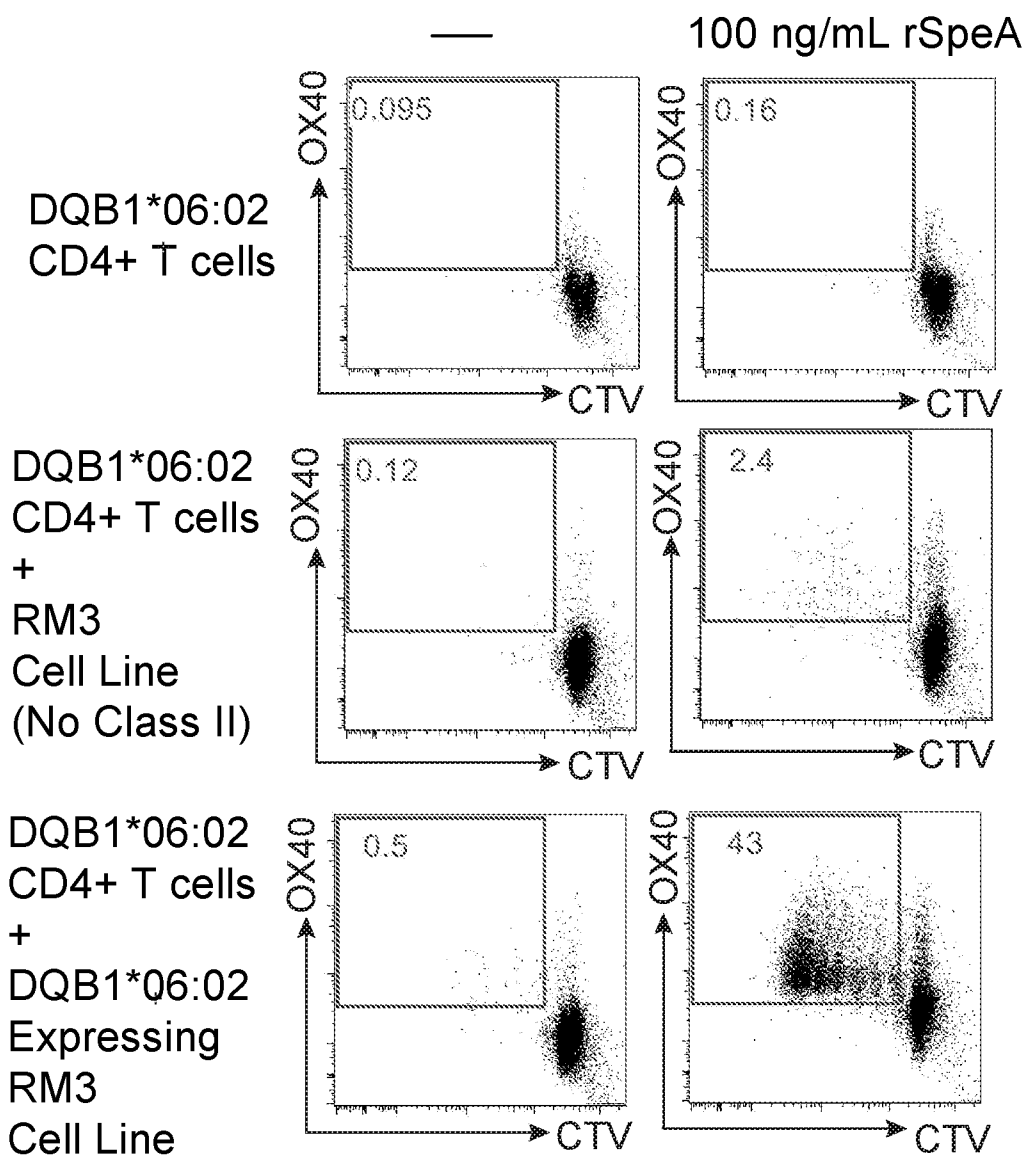 —
100 ng/mL rSpeA
DQB1*06:02
CD4+ T cells
OX40
0.095
CTV
OX40
0.16
CTV
DQB1*06:02
CD4+ T cells
+
RM3
Cell Line
(No Class II)
OX40
0.12
CTV
OX40
2.4
CTV
DQB1*06:02
CD4+ T cells
+
DQB1*06:02
Expressing
RM3
Cell Line
OX40
0.5
CTV
OX40
43
CTV